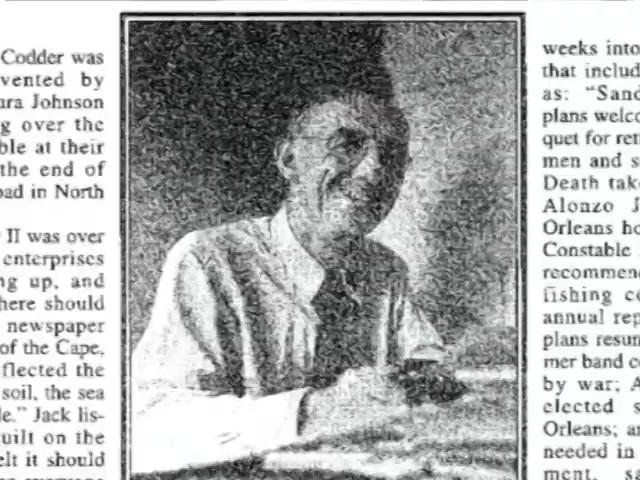 Codder was
vented by
ura Johnson
g over the
ble at their
the end of
oad in North
II was over
enterprises
ng up, and
here should
newspaper
of the Cape,
flected the
soil, the sea
le." Jack lis-
uilt on the
elt it should
weeks into
that includ
as: "Sand
plans welco
quet for ret
men and s
Death tak
Alonzo J
Orleans ho
Constable
recommend
fishing co
annual rep
plans resum
mer band c
by war; A
elected s
Orleans; a
needed in
ment, sa